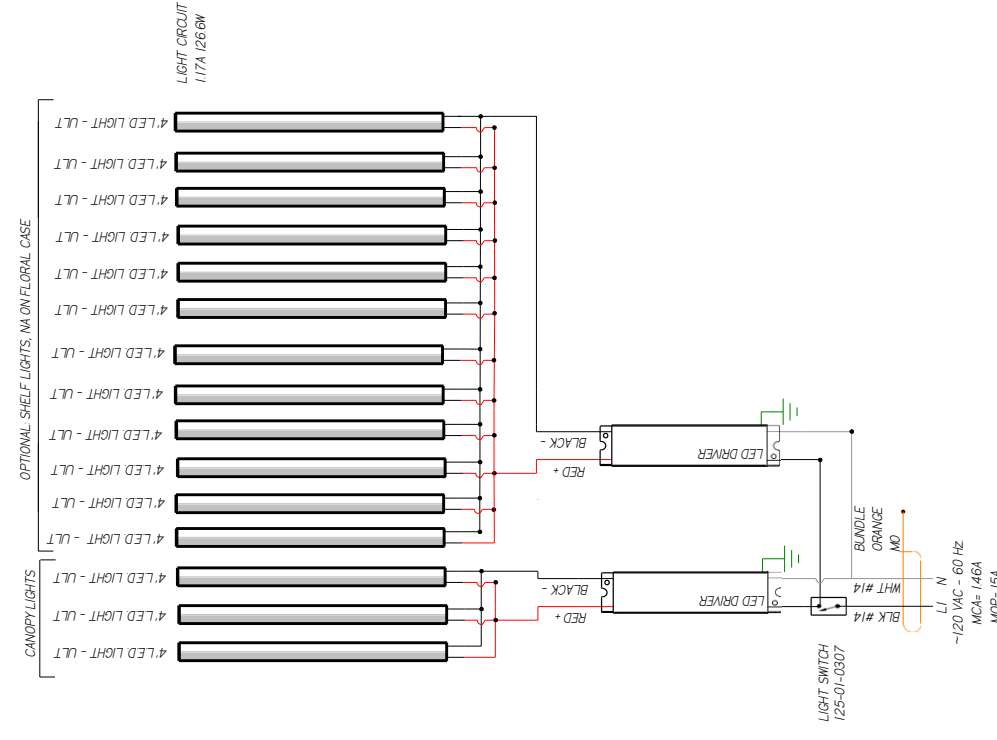 LIGHT CIRCUIT
1.17A 126.6W
OPTIONAL: SHELF LIGHTS, NA ON FLORAL CASE
4' LED LIGHT - ULT
4' LED LIGHT - ULT
4' LED LIGHT - ULT
4' LED LIGHT - ULT
4' LED LIGHT - ULT
4' LED LIGHT - ULT
4' LED LIGHT - ULT
4' LED LIGHT - ULT
4' LED LIGHT - ULT
4' LED LIGHT - ULT
4' LED LIGHT - ULT
4' LED LIGHT - ULT
CANOPY LIGHTS
4' LED LIGHT - ULT
4' LED LIGHT - ULT
4' LED LIGHT - ULT
BLACK -
RED +
LED DRIVER
BLACK -
RED +
LED DRIVER
BUNDLE
ORANGE
MO
WHT #14
BLK #14
N
L1
~120 VAC - 60 Hz
MCA= 1.46A
MOP= 15A
LIGHT SWITCH
125-01-0307